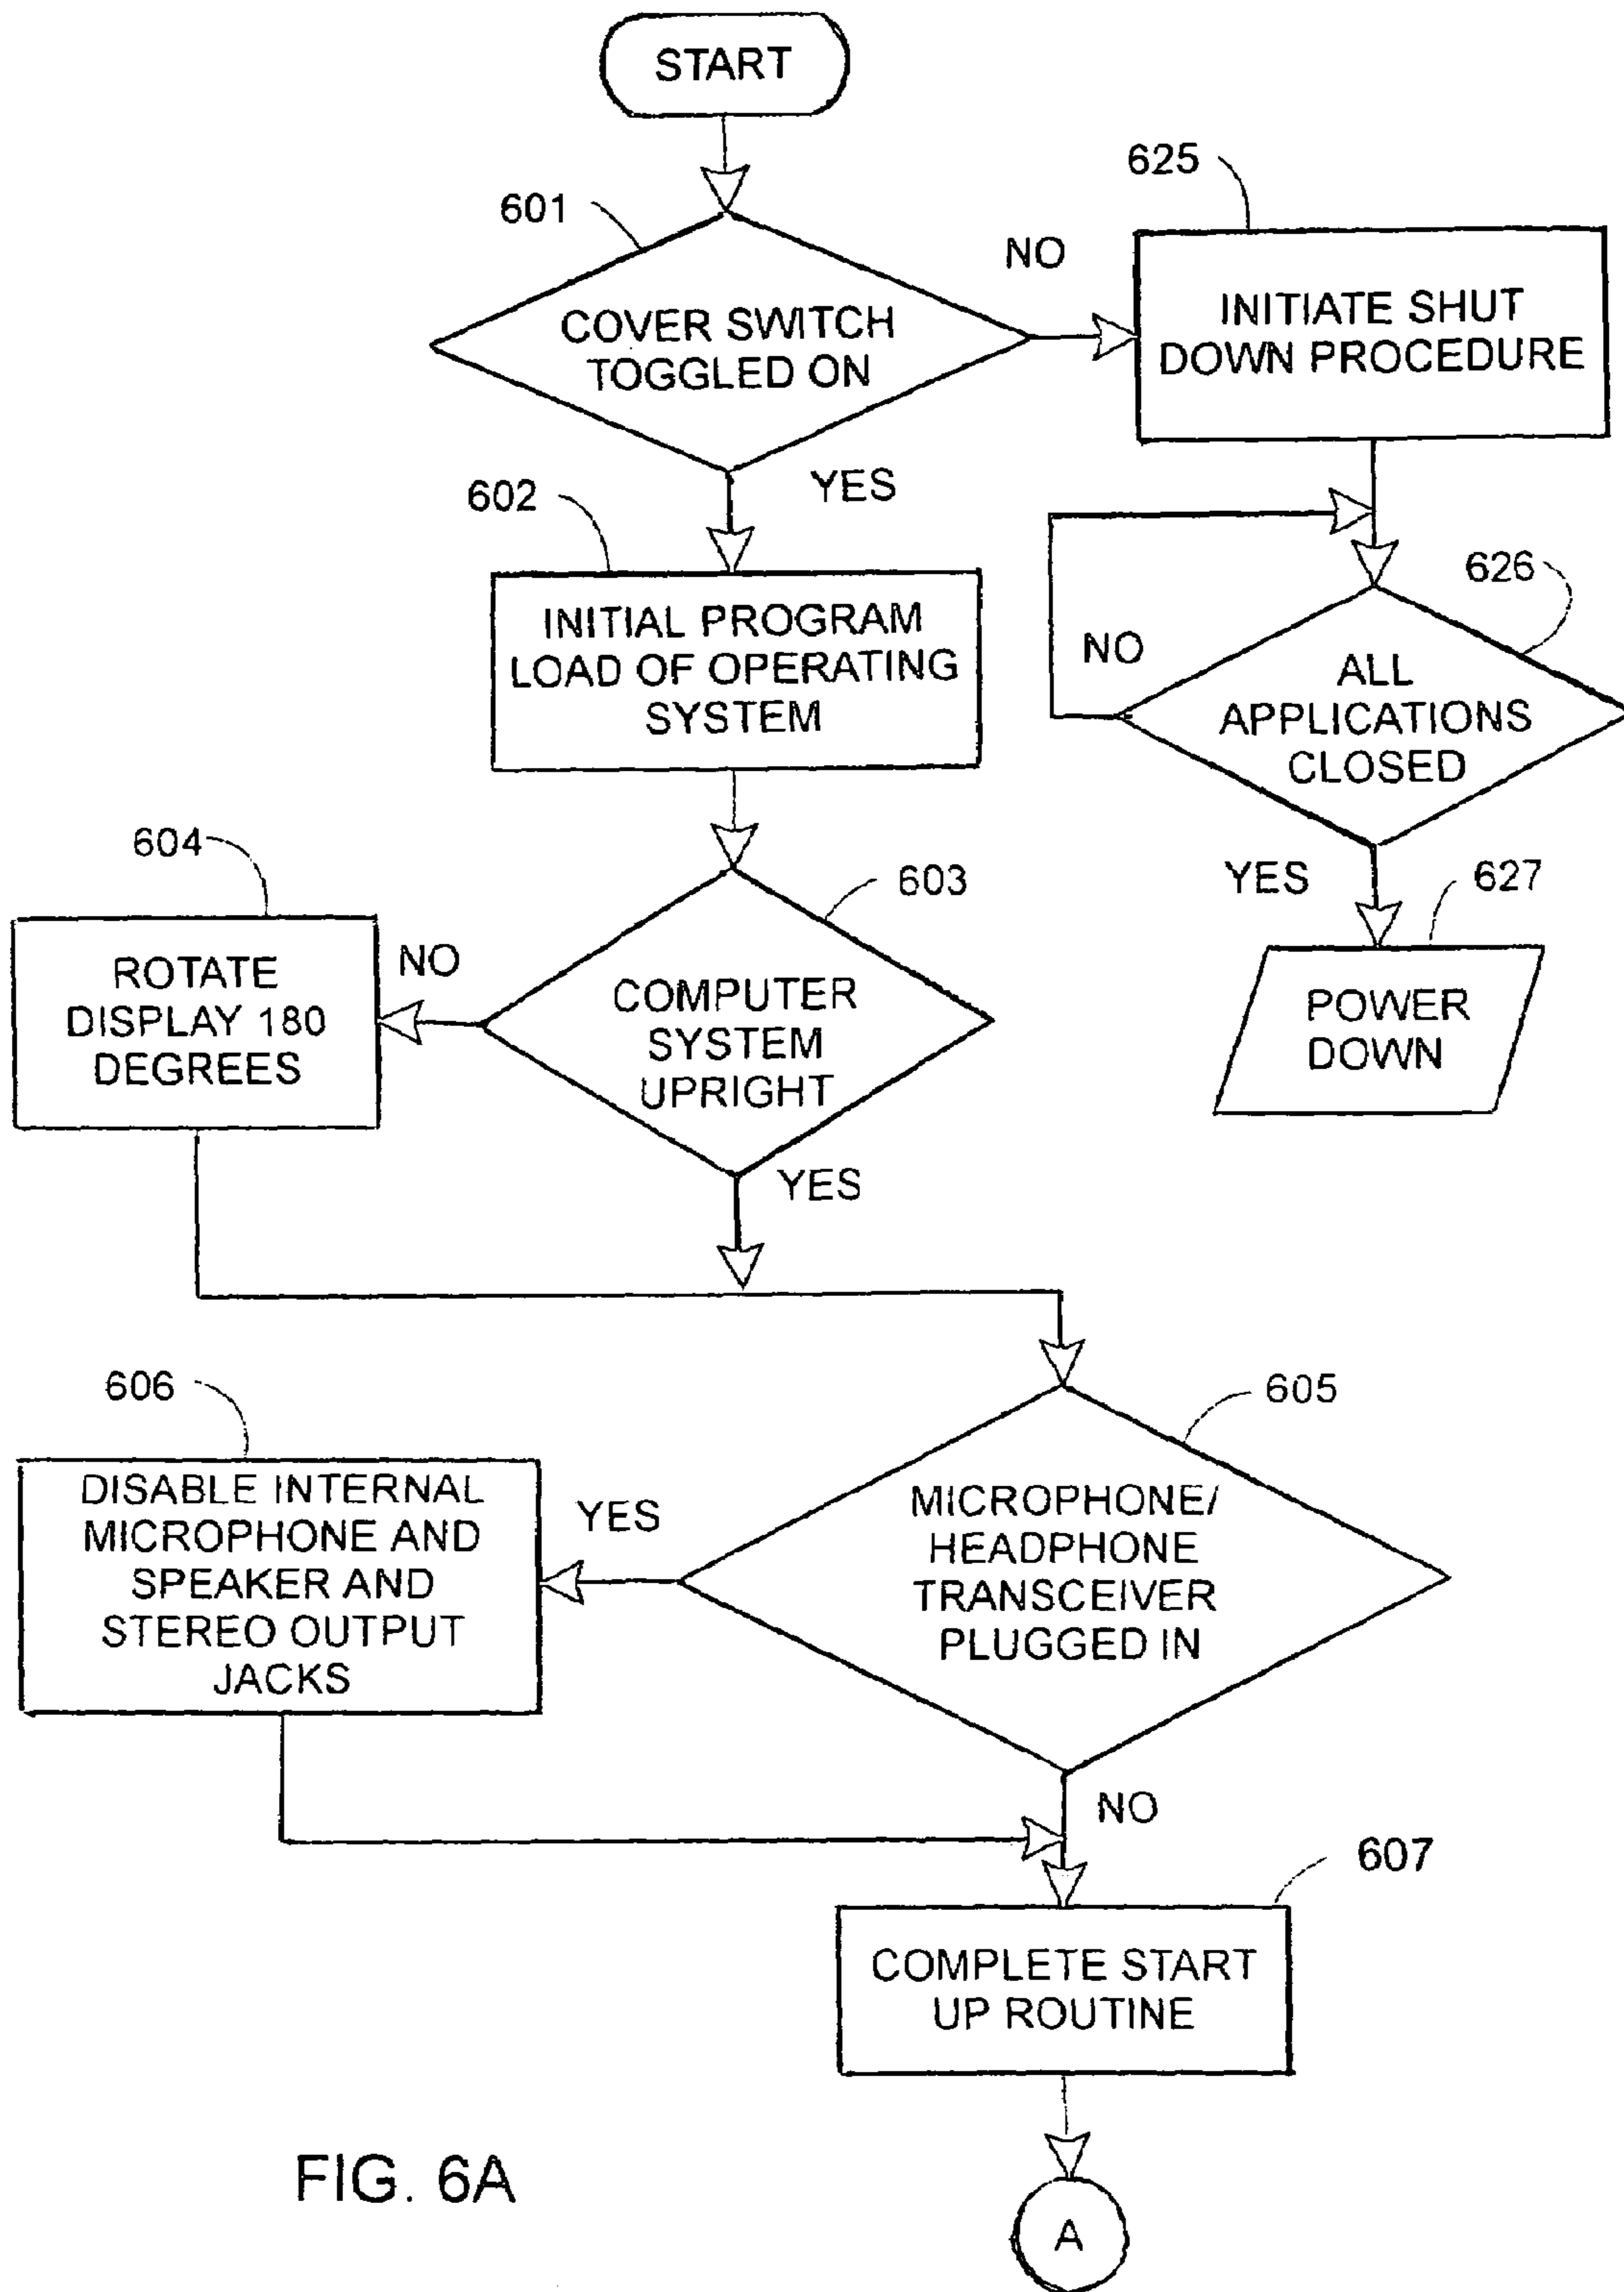 START
625
601
NO
COVER SWITCH
TOGGLED ON
INITIATE SHUT
DOWN PROCEDURE
YES
602
INITIAL PROGRAM
LOAD OF OPERATING
SYSTEM
626
NO
ALL
APPLICATIONS
CLOSED
604
603
YES
627
ROTATE
DISPLAY 180
DEGREES
NO
COMPUTER
SYSTEM
UPRIGHT
POWER
DOWN
YES
606
605
DISABLE INTERNAL
MICROPHONE AND
SPEAKER AND
STEREO OUTPUT
JACKS
YES
MICROPHONE/
HEADPHONE
TRANSCEIVER
PLUGGED IN
NO
607
COMPLETE START
UP ROUTINE
FIG. 6A
A